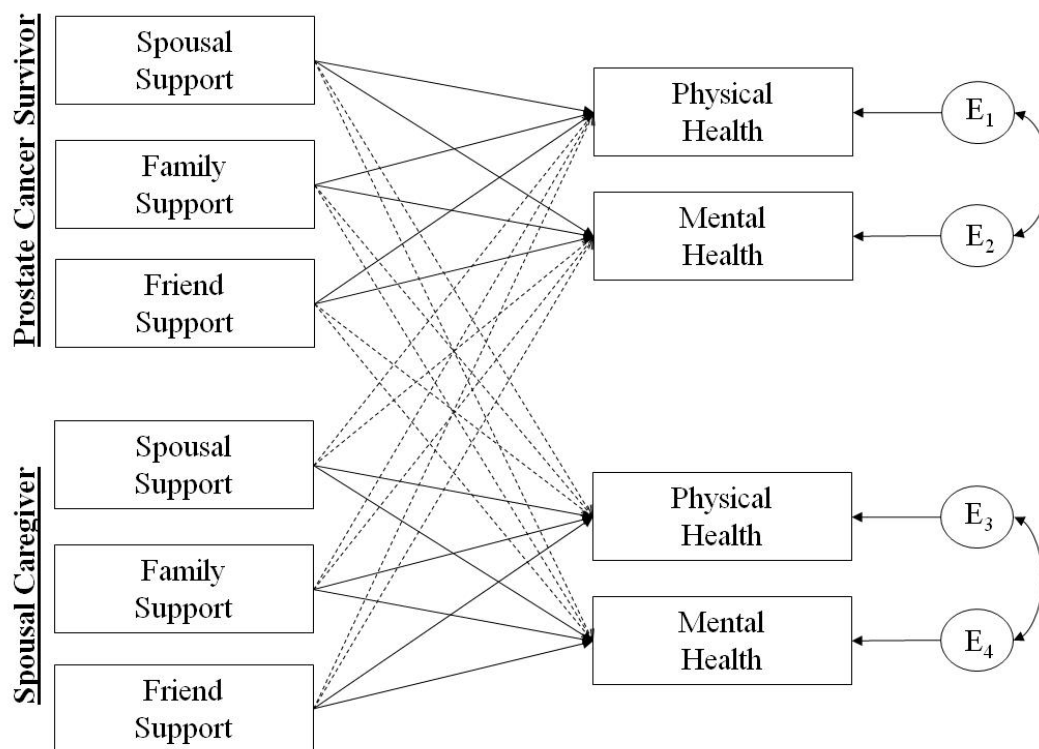 Prostate Cancer Survivor
Spousal
Support
Family
Support
Friend
Support
Physical
Health
Mental
Health
E1
E2
Spousal Caregiver
Spousal
Support
Family
Support
Friend
Support
Physical
Health
Mental
Health
E3
E4